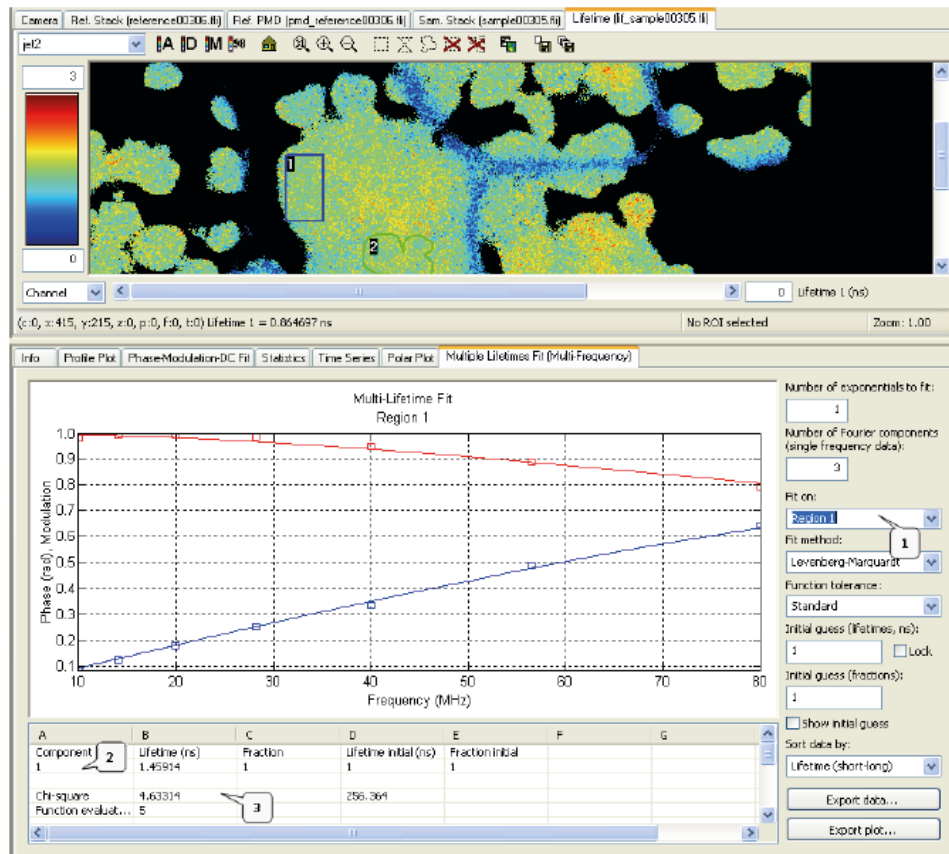 Camera Ref. Stack (reference00306.fli) Ref. PMD (pmd_reference00306.fli) Sam. Stack (sample00305.fli) Lifetime (lif_sample00305.fli)
jet2 A D M
3
1
2
0
Channel 0 Lifetime 1 (ns)
(c:0, x:415, y:215, z:0, p:0, f:0, t:0) Lifetime 1 = 0.864697 ns No ROI selected Zoom: 1.00
Info Profile Plot Phase-Modulation-DC Fit Statistics Time Series Polar Plot Multiple Lifetimes Fit (Multi-Frequency)
Multi-Lifetime Fit
Region 1
1.0
0.9
0.8
0.7
0.6
0.5
0.4
0.3
0.2
0.1
Phase (rad), Modulation
10 20 30 40 50 60 70 80
Frequency (MHz)
Number of exponentials to fit:
1
Number of Fourier components
(single frequency data):
3
Fit on:
Region 1
1
Fit method:
Levenberg-Marquardt
Function tolerance:
Standard
Initial guess (lifetimes, ns):
1 Lock
Initial guess (fractions):
1
Show initial guess
Sort data by:
Lifetime (short-long)
Export data...
Export plot...
A B C D E F G
Component Lifetime (ns) Fraction Lifetime initial (ns) Fraction initial
2
1 1.45914 1 1 1
Chi-square 4.63314 256.364
3
Function evaluat... 5